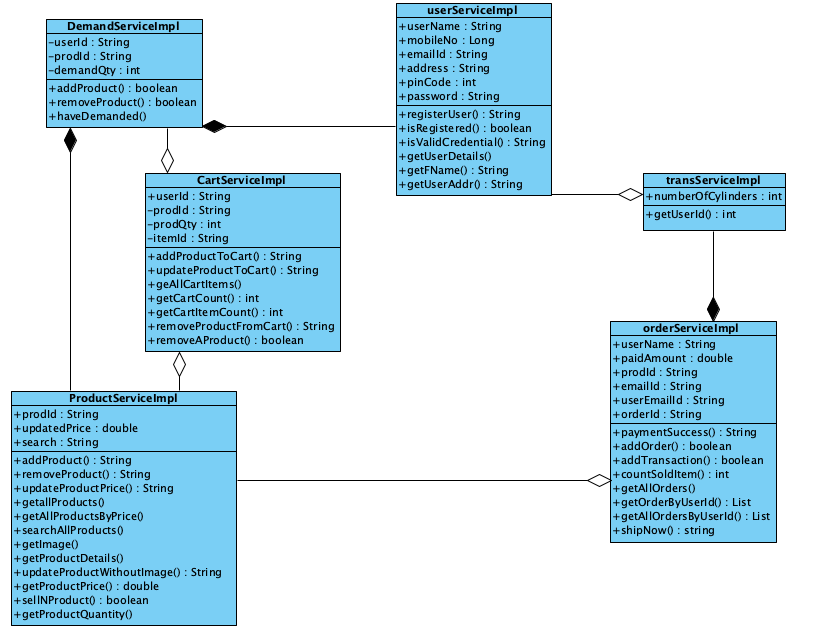 DemandServiceImpl
-userId : String
-prodId : String
-demandQty : int
+addProduct() : boolean
+removeProduct() : boolean
+haveDemanded()
userServiceImpl
+userName : String
+mobileNo : Long
+emailId : String
+address : String
+pinCode : int
+password : String
+registerUser() : String
+isRegistered() : boolean
+isValidCredential() : String
+getUserDetails()
+getFName() : String
+getUserAddr() : String
CartServiceImpl
+userId : String
-prodId : String
-prodQty : int
-itemId : String
+addProductToCart() : String
+updateProductToCart() : String
+geAllCartItems()
+getCartCount() : int
+getCartItemCount() : int
+removeProductFromCart() : String
+removeAProduct() : boolean
transServiceImpl
+numberOfCylinders : int
+getUserId() : int
orderServiceImpl
+userName : String
+paidAmount : double
+prodId : String
+emailId : String
+userEmailId : String
+orderId : String
+paymentSuccess() : String
+addOrder() : boolean
+addTransaction() : boolean
+countSoldItem() : int
+getAllOrders()
+getOrderByUserId() : List
+getAllOrdersByUserId() : List
+shipNow() : string
ProductServiceImpl
+prodId : String
+updatedPrice : double
+search : String
+addProduct() : String
+removeProduct() : String
+updateProductPrice() : String
+getallProducts()
+getAllProductsByPrice()
+searchAllProducts()
+getImage()
+getProductDetails()
+updateProductWithoutImage() : String
+getProductPrice() : double
+sellNProduct() : boolean
+getProductQuantity()